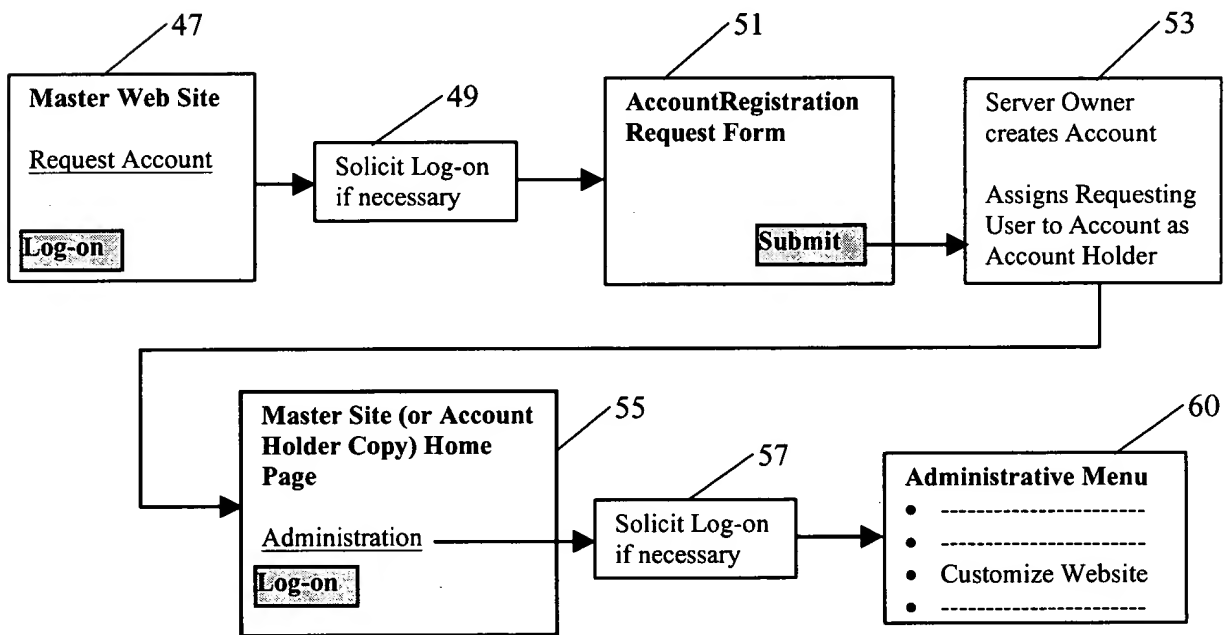 47
Master Web Site
Request Account
Log-on
49
Solicit Log-on
if necessary
51
AccountRegistration
Request Form
Submit
53
Server Owner
creates Account
Assigns Requesting
User to Account as
Account Holder
55
Master Site (or Account
Holder Copy) Home
Page
Administration
Log-on
57
Solicit Log-on
if necessary
60
Administrative Menu
• ----------------------
• ----------------------
• Customize Website
• ----------------------